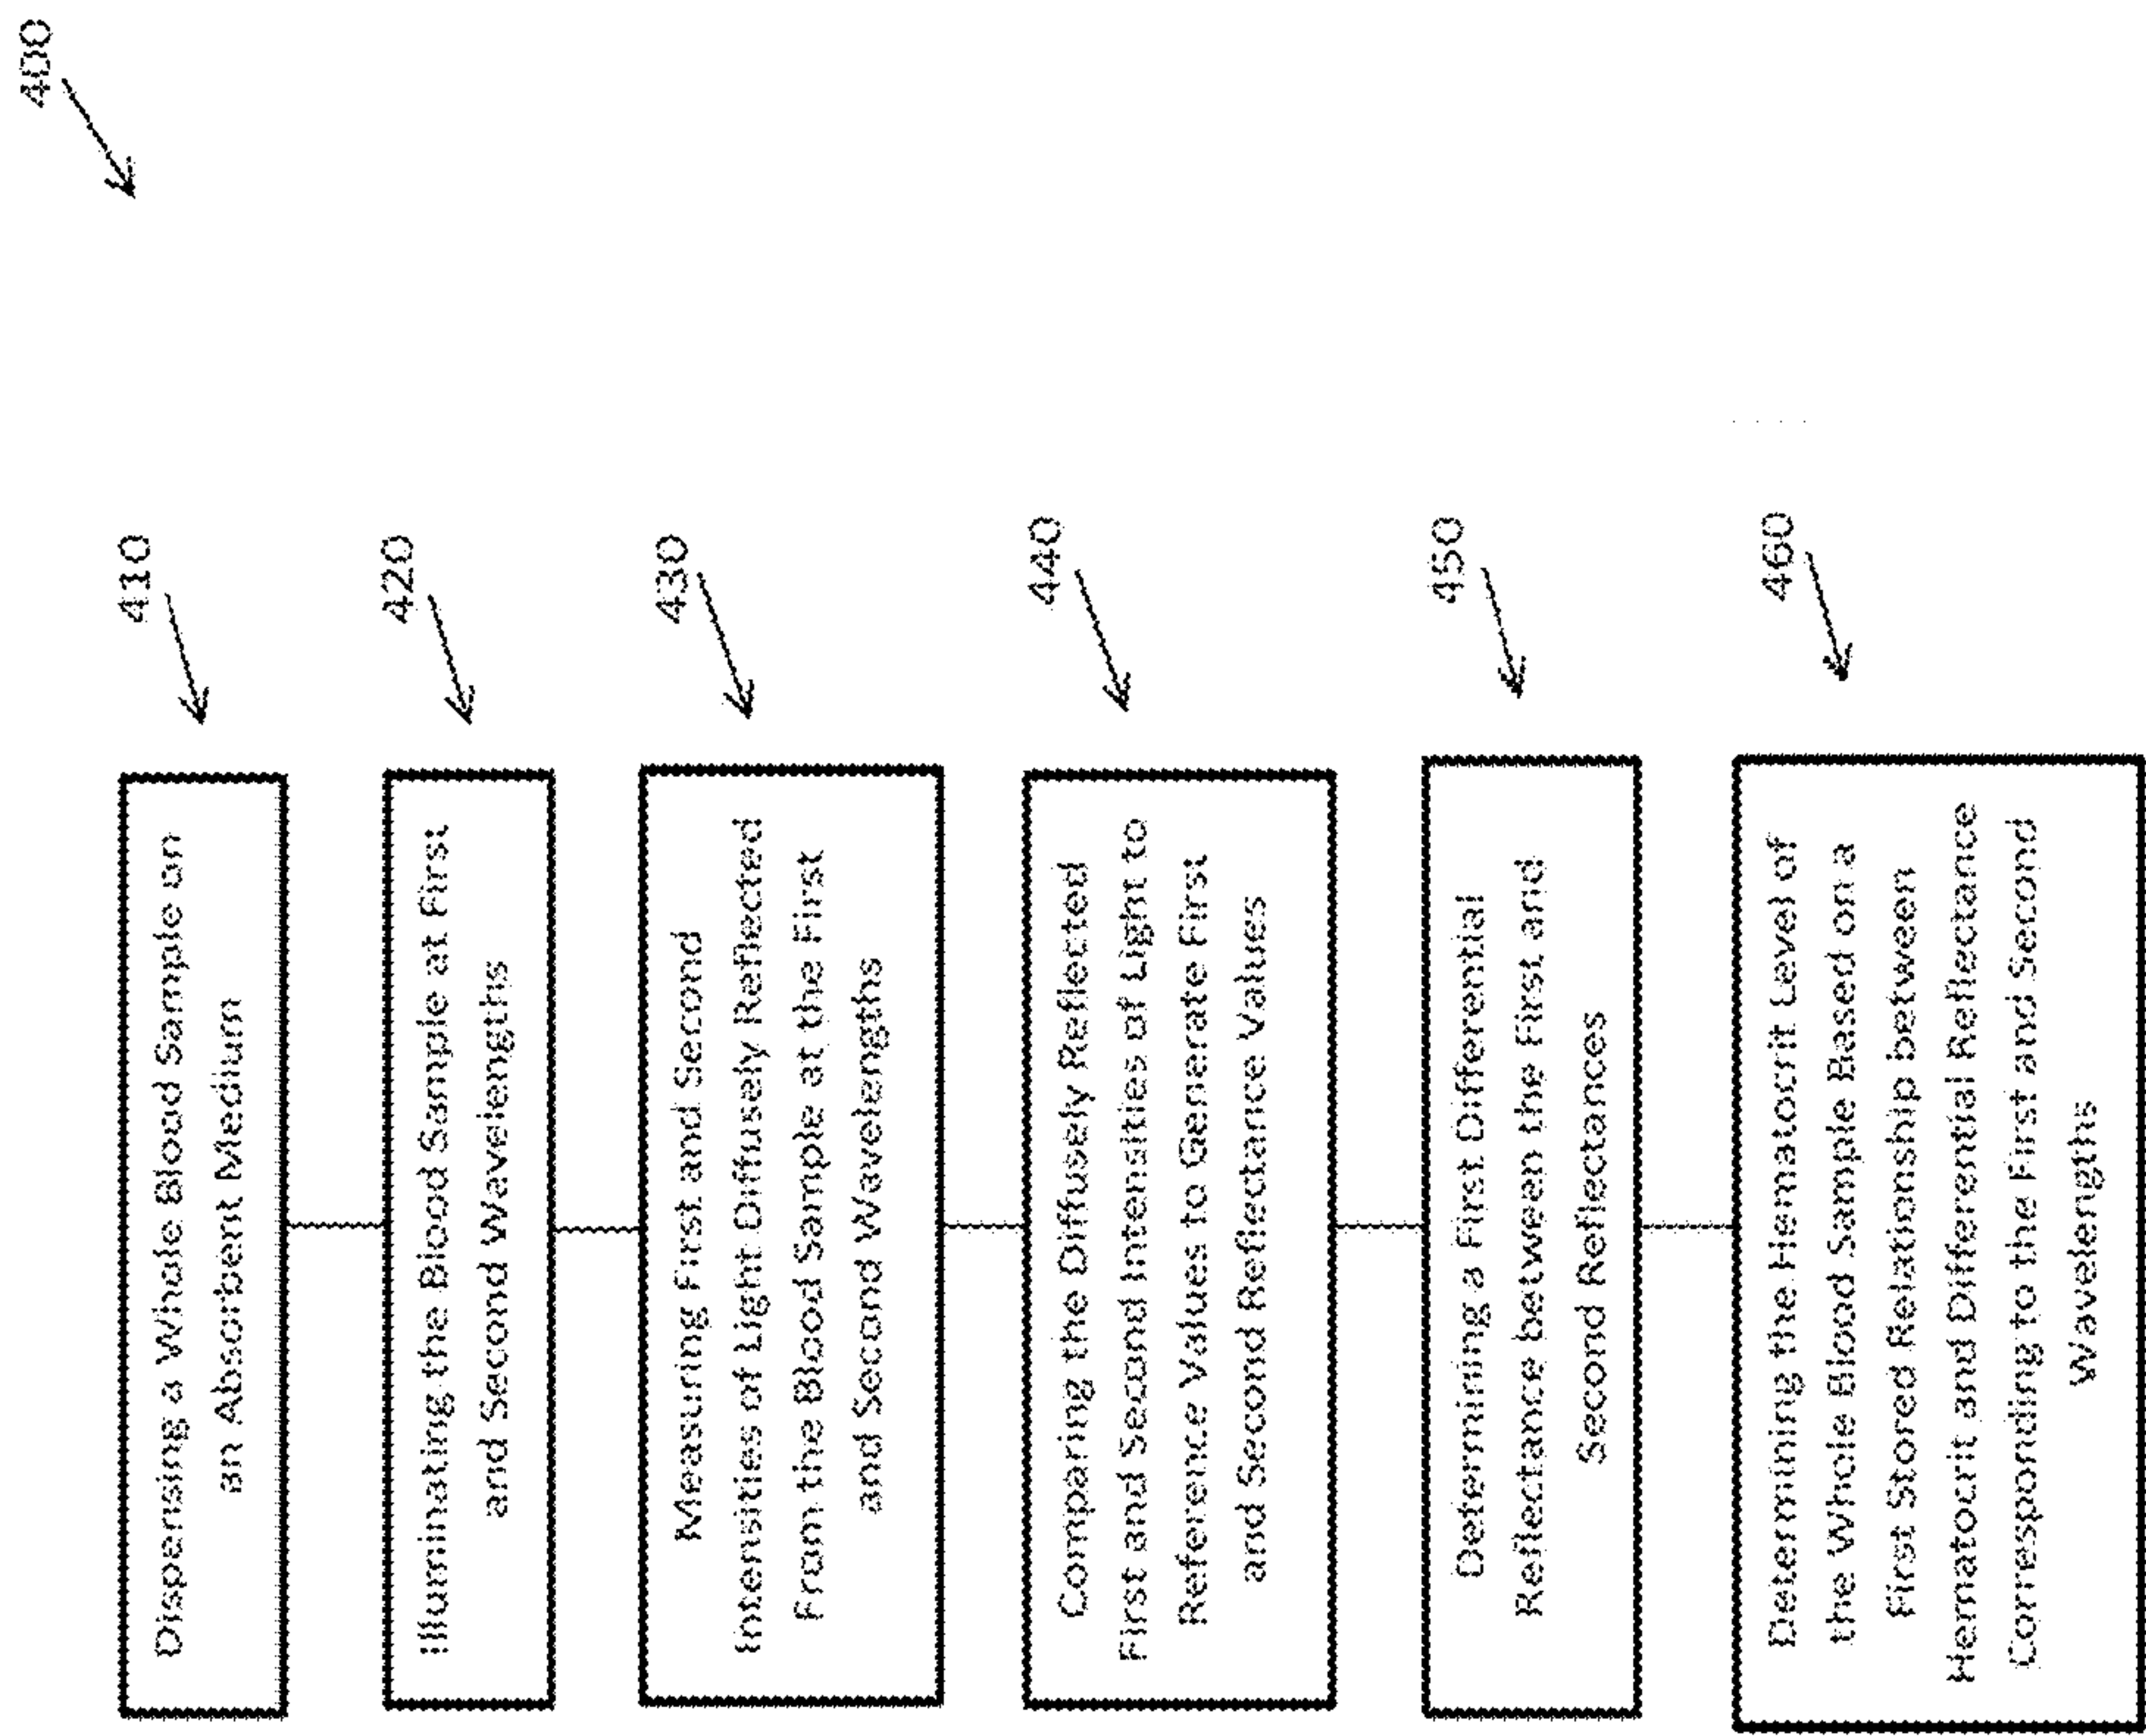 400
410
Dispensing a Whole Blood Sample on
an Absorbent Medium
420
Illuminating the Blood Sample at First
and Second Wavelengths
430
Measuring First and Second
Intensities of Light Diffusely Reflected
From the Blood Sample at the First
and Second Wavelengths
440
Comparing the Diffusely Reflected
First and Second Intensities of Light to
Reference Values to Generate First
and Second Reflectance Values
450
Determining a First Differential
Reflectance between the First and
Second Reflectances
460
Determining the Hematocrit Level of
the Whole Blood Sample Based on a
First Stored Relationship between
Hematocrit and Differential Reflectance
Corresponding to the First and Second
Wavelengths